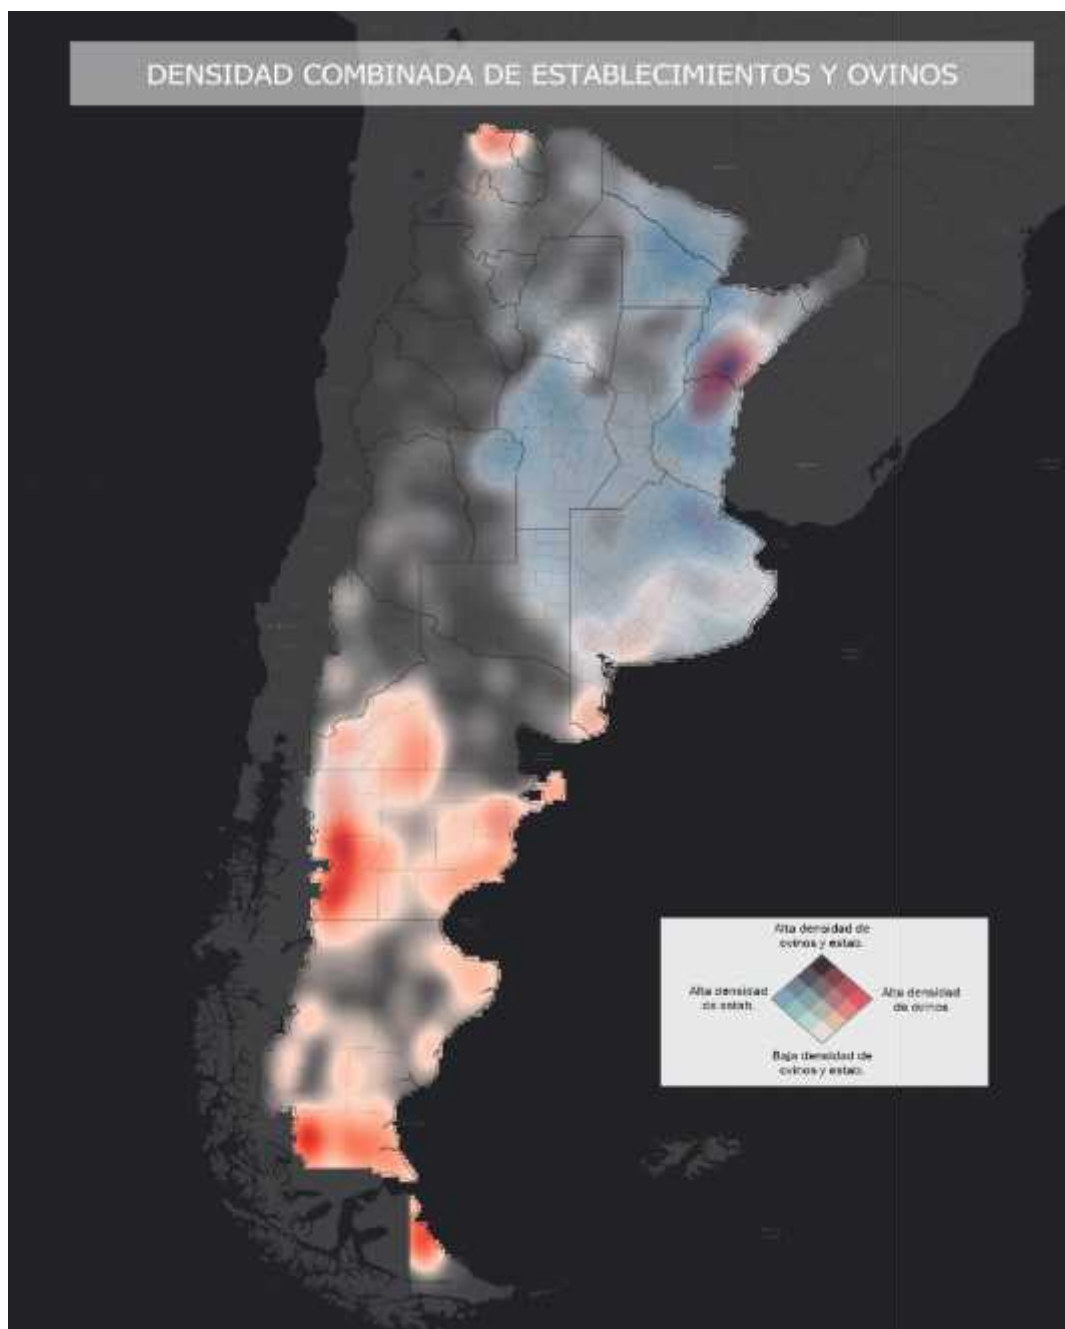 DENSIDAD COMBINADA DE ESTABLECIMIENTOS Y OVINOS
Alta densidad de
ovinos y estab.
Alta densidad
de estab.
Alta densidad
de ovinos
Baja densidad de
ovinos y estab.